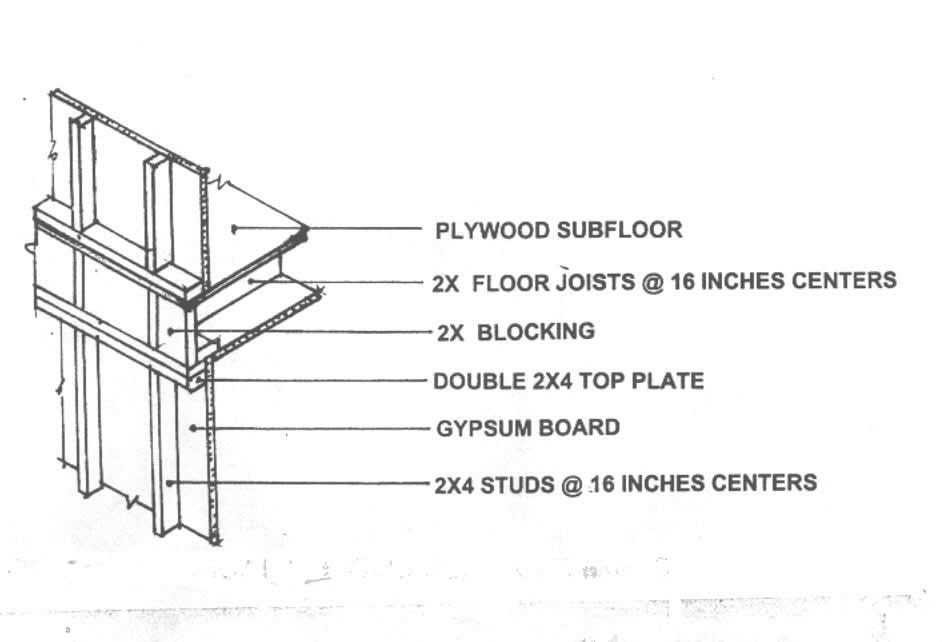 PLYWOOD SUBFLOOR
2X FLOOR JOISTS @ 16 INCHES CENTERS
2X BLOCKING
DOUBLE 2X4 TOP PLATE
GYPSUM BOARD
2X4 STUDS @ 16 INCHES CENTERS